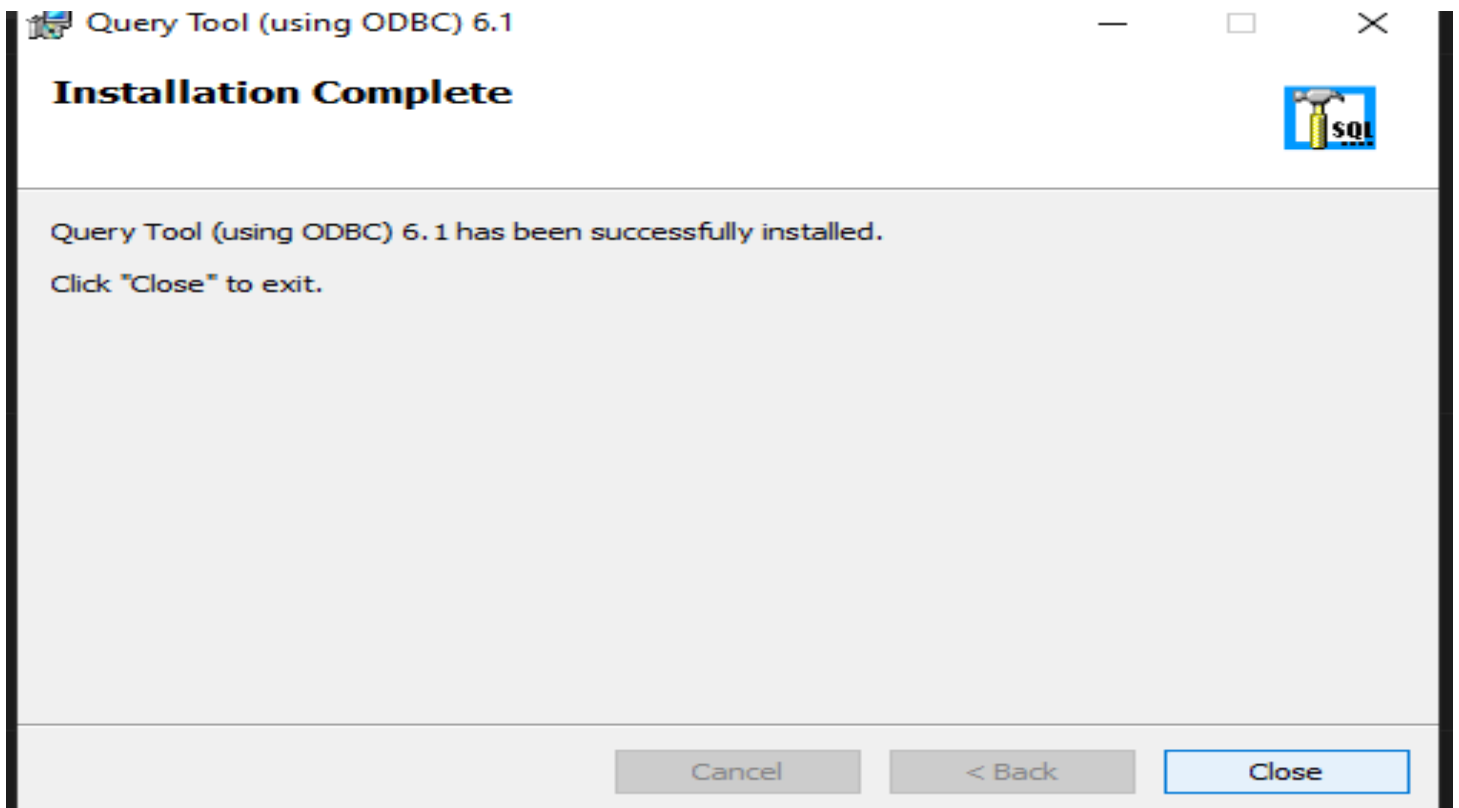 Query Tool (using ODBC) 6.1
Installation Complete
SQL
Query Tool (using ODBC) 6.1 has been successfully installed.
Click "Close" to exit.
Cancel
< Back
Close